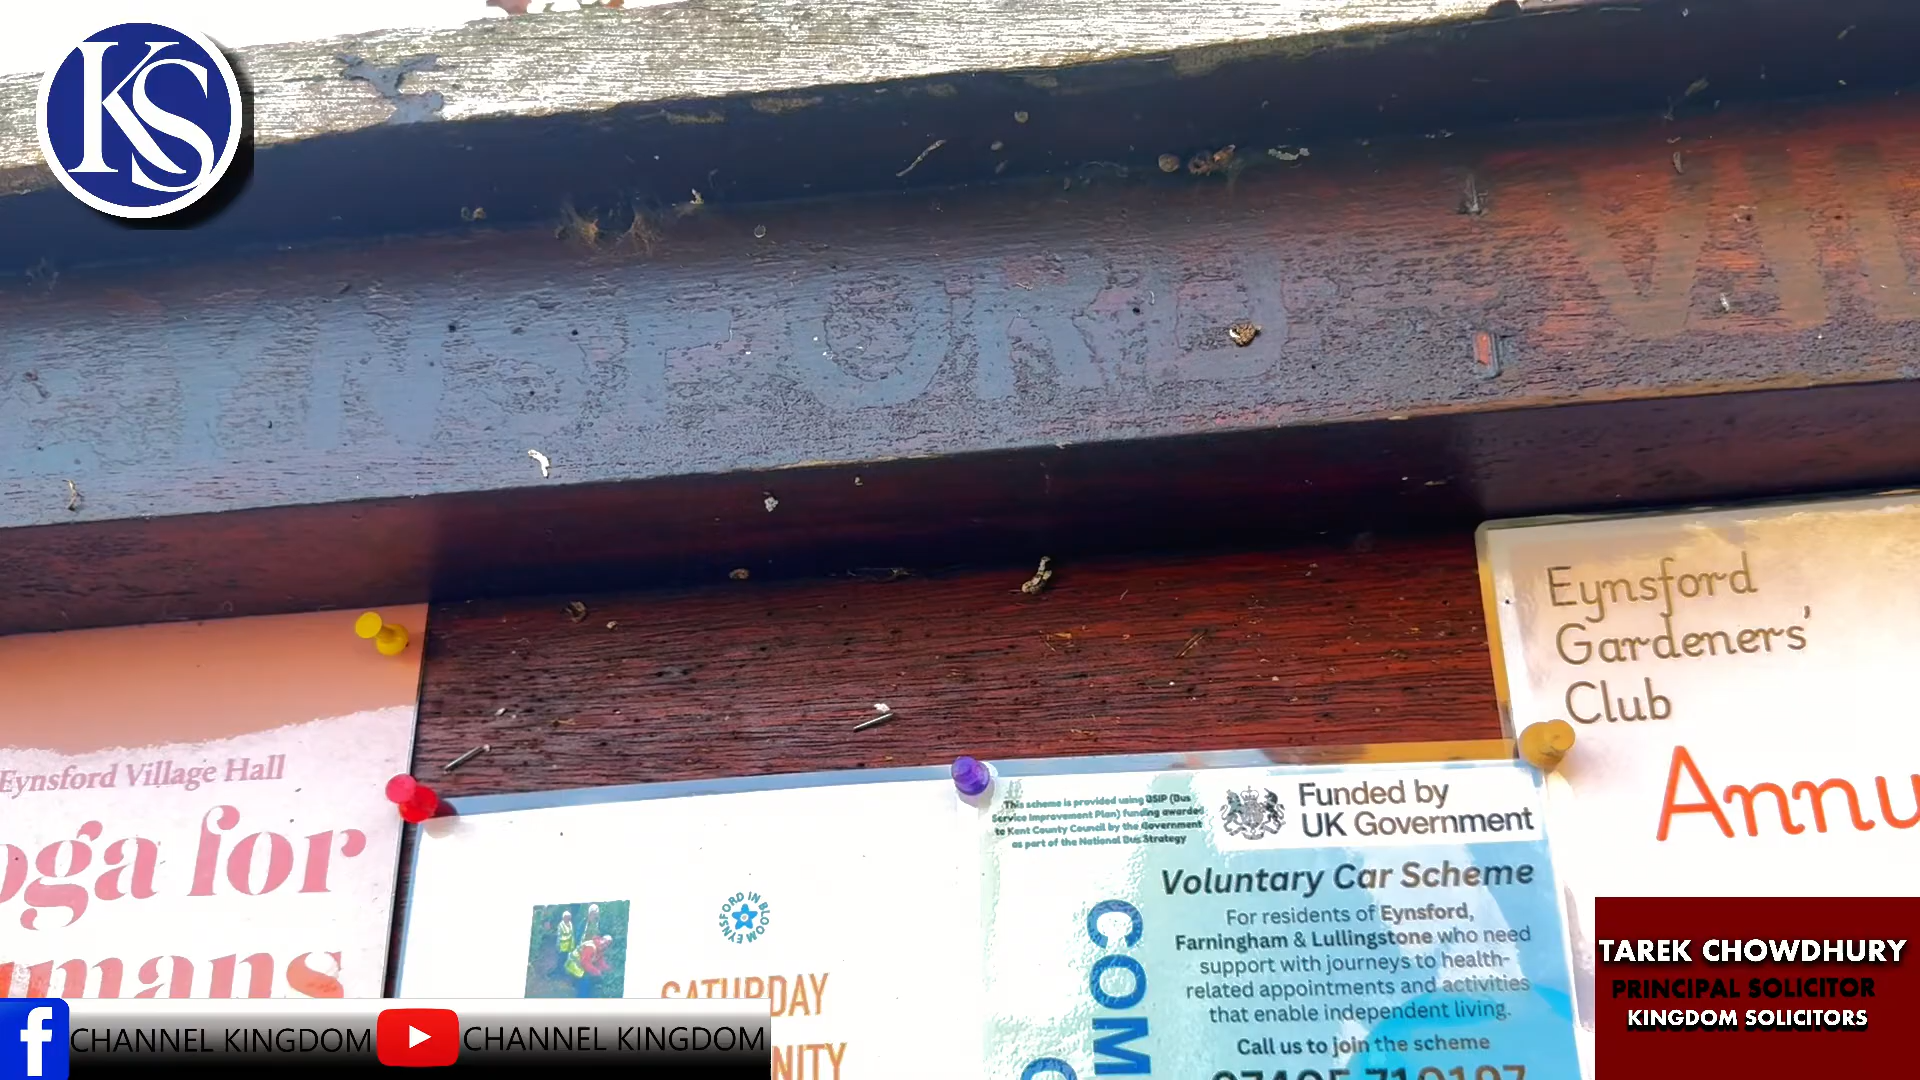 KS
EYNSFORD
Eynsford Village Hall
oga for
mans
EYNSFORD IN BLOOM
SATURDAY
NITY
This scheme is provided using BSIP (Bus
Service Improvement Plan) funding awarded
to Kent County Council by the Government
as part of the National Bus Strategy
Funded by
UK Government
Voluntary Car Scheme
For residents of Eynsford,
Farningham & Lullingstone who need
support with journeys to health-
related appointments and activities
that enable independent living.
Call us to join the scheme
COM
Eynsford
Gardeners'
Club
Annu
CHANNEL KINGDOM
CHANNEL KINGDOM
TAREK CHOWDHURY
PRINCIPAL SOLICITOR
KINGDOM SOLICITORS